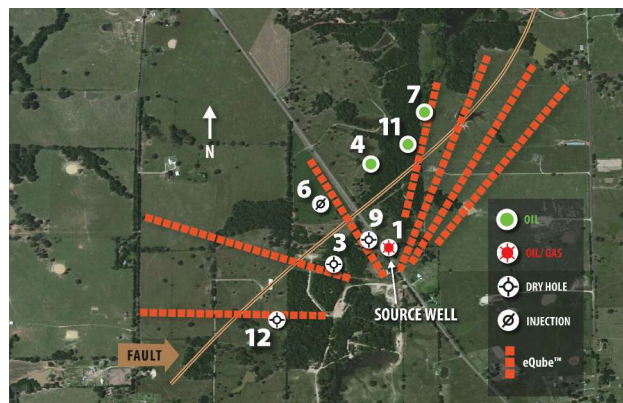 7
11
4
N
6
9
1
3
OIL
OIL/ GAS
DRY HOLE
INJECTION
eQube™
SOURCE WELL
12
FAULT